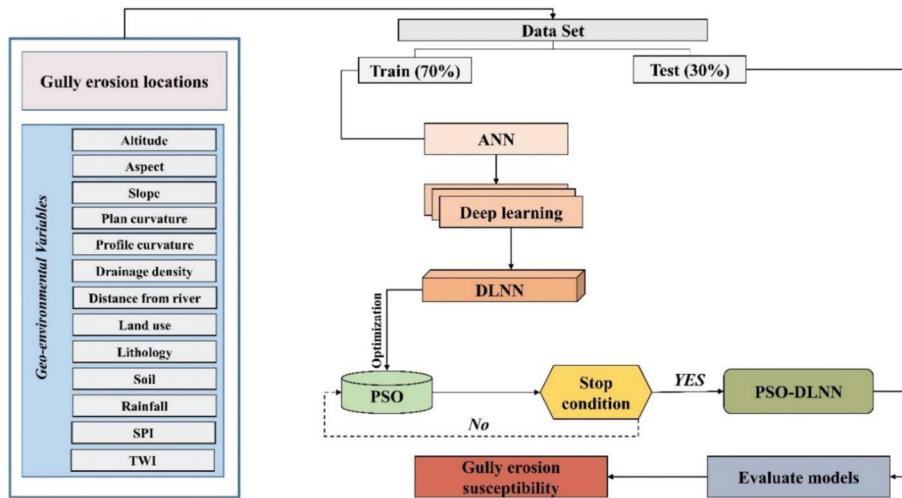 Gully erosion locations
Geo-environmental Variables
Altitude
Aspect
Slope
Plan curvature
Profile curvature
Drainage density
Distance from river
Land use
Lithology
Soil
Rainfall
SPI
TWI
Data Set
Train (70%)
Test (30%)
ANN
Deep learning
DLNN
Optimization
PSO
Stop
condition
YES
No
PSO-DLNN
Evaluate models
Gully erosion
susceptibility